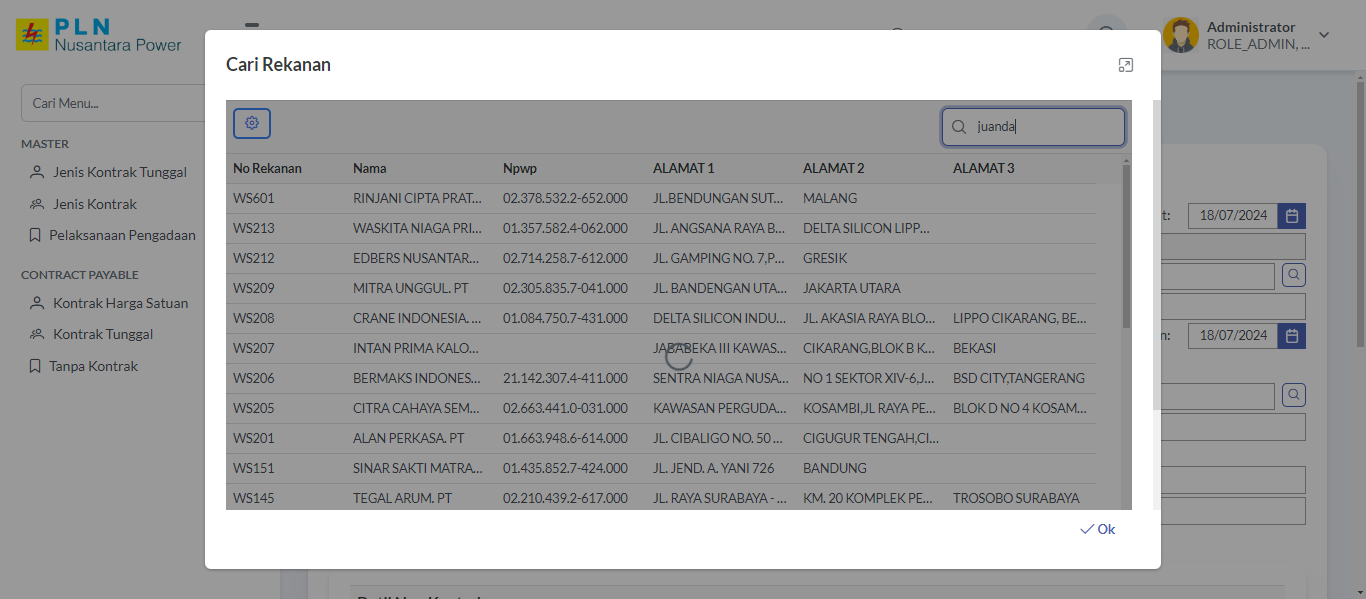 PLN
Nusantara Power
Administrator
ROLE_ADMIN, ...
Cari Menu...
MASTER
Jenis Kontrak Tunggal
Jenis Kontrak
Pelaksanaan Pengadaan
CONTRACT PAYABLE
Kontrak Harga Satuan
Kontrak Tunggal
Tanpa Kontrak
Cari Rekanan
juanda
No Rekanan Nama Npwp ALAMAT 1 ALAMAT 2 ALAMAT 3
WS601 RINJANI CIPTA PRAT... 02.378.532.2-652.000 JL.BENDUNGAN SUT... MALANG
WS213 WASKITA NIAGA PRI... 01.357.582.4-062.000 JL. ANGSANA RAYA B... DELTA SILICON LIPP...
WS212 EDBERS NUSANTAR... 02.714.258.7-612.000 JL. GAMPING NO. 7,P... GRESIK
WS209 MITRA UNGGUL. PT 02.305.835.7-041.000 JL. BANDENGAN UTA... JAKARTA UTARA
WS208 CRANE INDONESIA. ... 01.084.750.7-431.000 DELTA SILICON INDU... JL. AKASIA RAYA BLO... LIPPO CIKARANG, BE...
WS207 INTAN PRIMA KALO... JABABEKA III KAWAS... CIKARANG,BLOK B K... BEKASI
WS206 BERMAKS INDONES... 21.142.307.4-411.000 SENTRA NIAGA NUSA... NO 1 SEKTOR XIV-6,J... BSD CITY,TANGERANG
WS205 CITRA CAHAYA SEM... 02.663.441.0-031.000 KAWASAN PERGUDA... KOSAMBI,JL RAYA PE... BLOK D NO 4 KOSAM...
WS201 ALAN PERKASA. PT 01.663.948.6-614.000 JL. CIBALIGO NO. 50 ... CIGUGUR TENGAH,CI...
WS151 SINAR SAKTI MATRA... 01.435.852.7-424.000 JL. JEND. A. YANI 726 BANDUNG
WS145 TEGAL ARUM. PT 02.210.439.2-617.000 JL. RAYA SURABAYA - ... KM. 20 KOMPLEK PE... TROSOBO SURABAYA
Ok
t: 18/07/2024
n: 18/07/2024